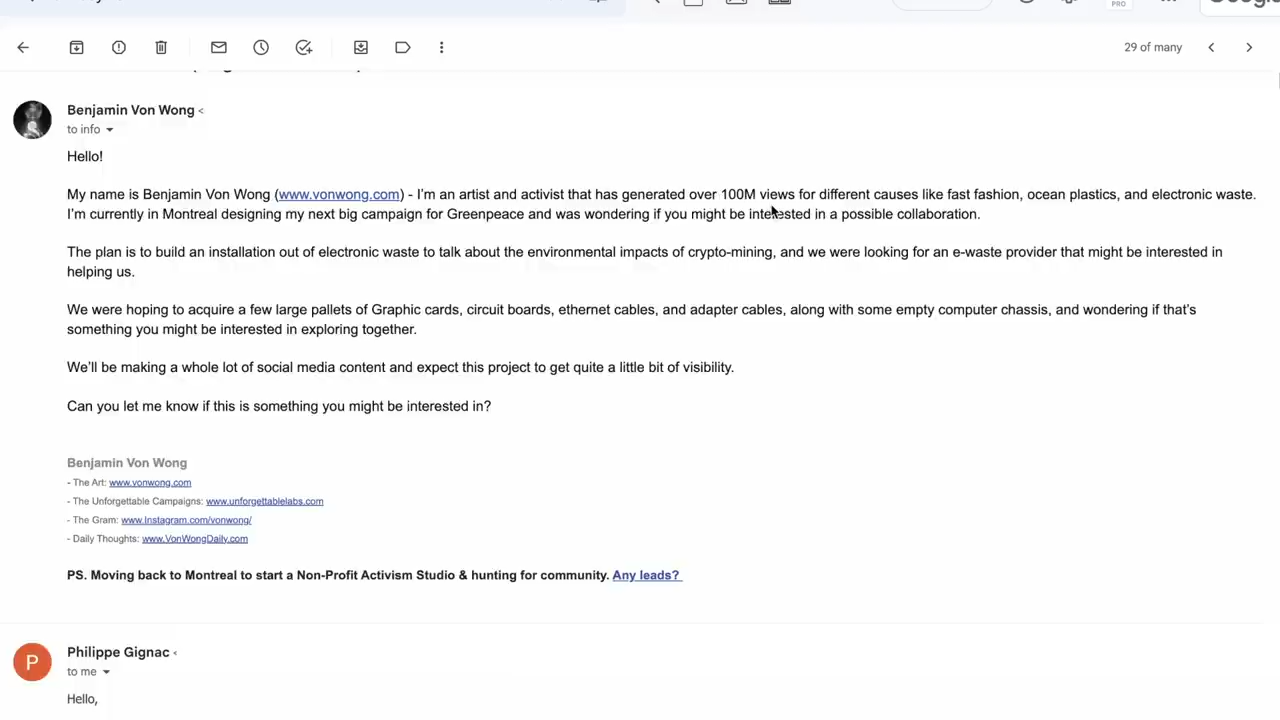 PRO
29 of many
Benjamin Von Wong <
to info
Hello!
My name is Benjamin Von Wong (www.vonwong.com) - I'm an artist and activist that has generated over 100M views for different causes like fast fashion, ocean plastics, and electronic waste.
I'm currently in Montreal designing my next big campaign for Greenpeace and was wondering if you might be interested in a possible collaboration.
The plan is to build an installation out of electronic waste to talk about the environmental impacts of crypto-mining, and we were looking for an e-waste provider that might be interested in
helping us.
We were hoping to acquire a few large pallets of Graphic cards, circuit boards, ethernet cables, and adapter cables, along with some empty computer chassis, and wondering if that's
something you might be interested in exploring together.
We'll be making a whole lot of social media content and expect this project to get quite a little bit of visibility.
Can you let me know if this is something you might be interested in?
Benjamin Von Wong
- The Art: www.vonwong.com
- The Unforgettable Campaigns: www.unforgettablelabs.com
- The Gram: www.Instagram.com/vonwong/
- Daily Thoughts: www.VonWongDaily.com
PS. Moving back to Montreal to start a Non-Profit Activism Studio & hunting for community. Any leads?
P
Philippe Gignac <
to me
Hello,